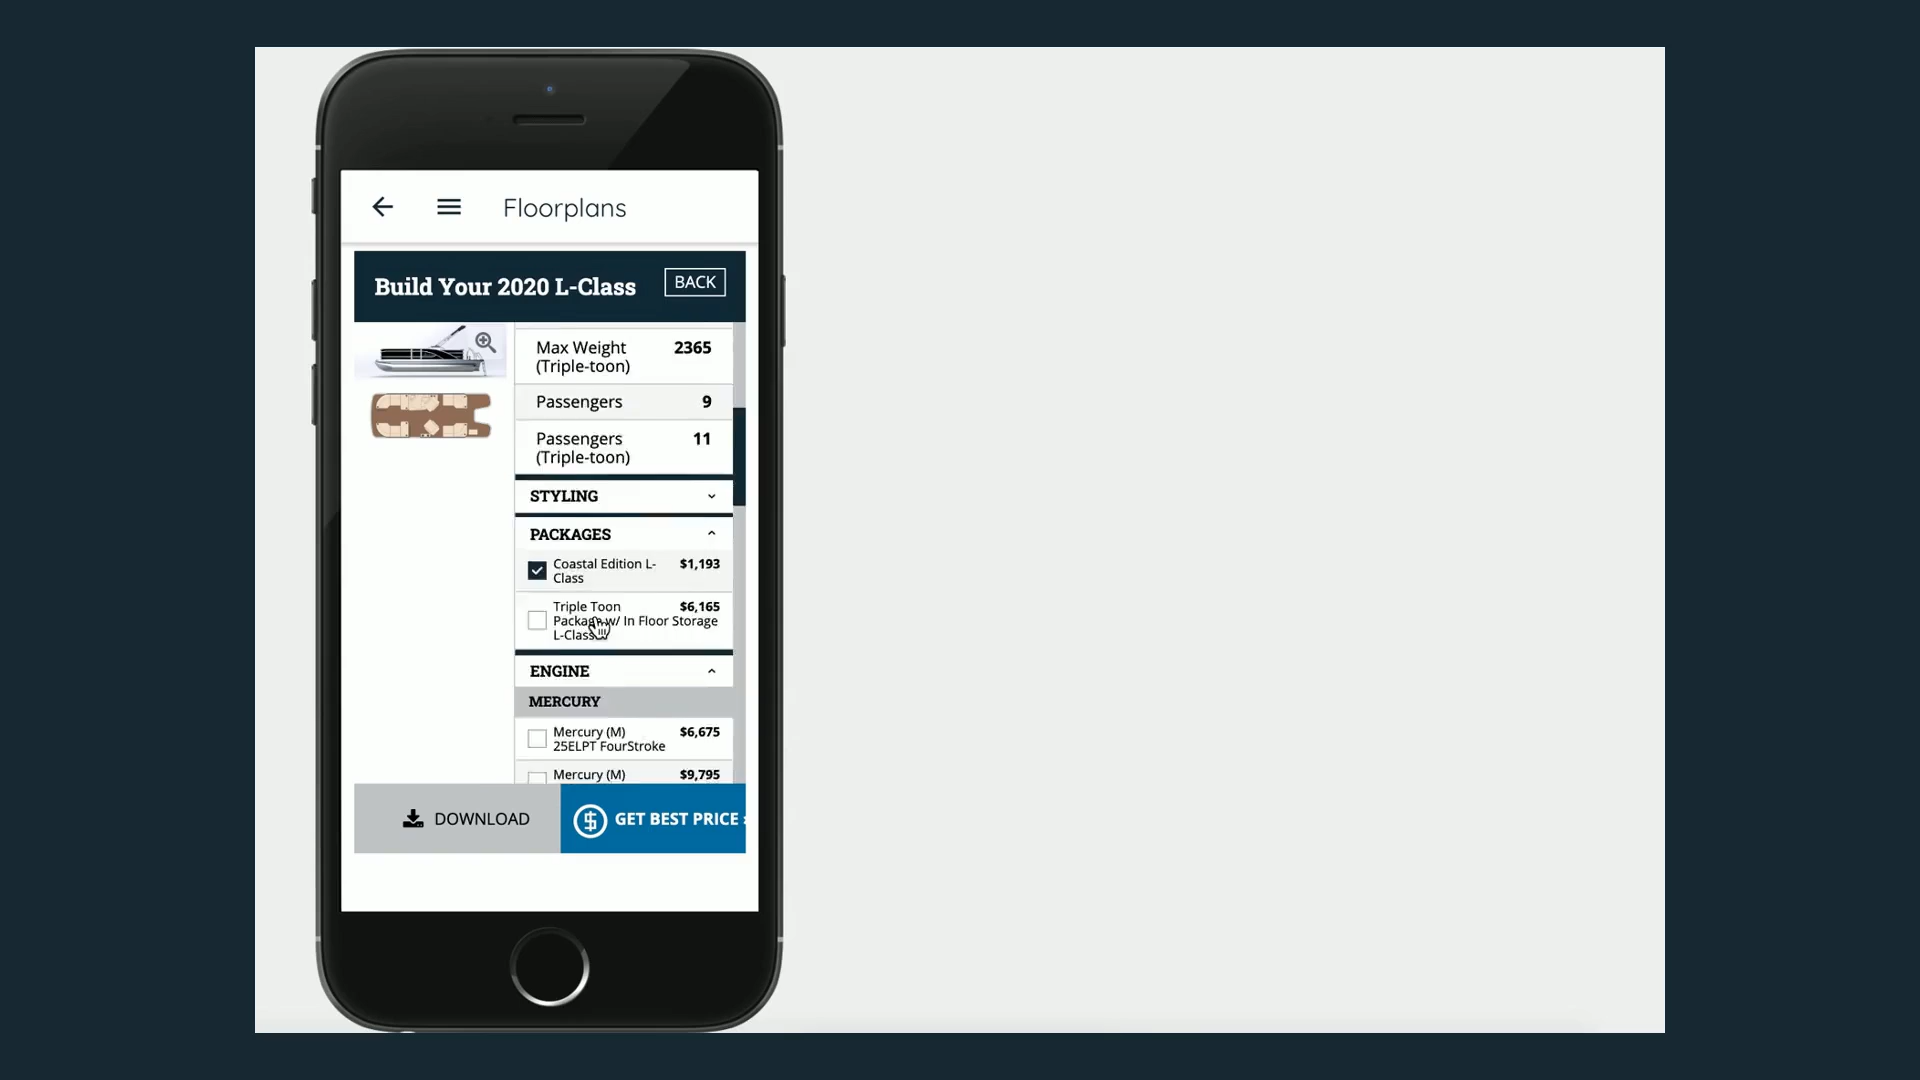 Floorplans
Build Your 2020 L-Class
BACK
Max Weight 2365
(Triple-toon)
Passengers 9
Passengers 11
(Triple-toon)
STYLING
PACKAGES
Coastal Edition L- $1,193
Class
Triple Toon $6,165
Package w/ In Floor Storage
L-Class
ENGINE
MERCURY
Mercury (M) $6,675
25ELPT FourStroke
Mercury (M) $9,795
DOWNLOAD
GET BEST PRICE